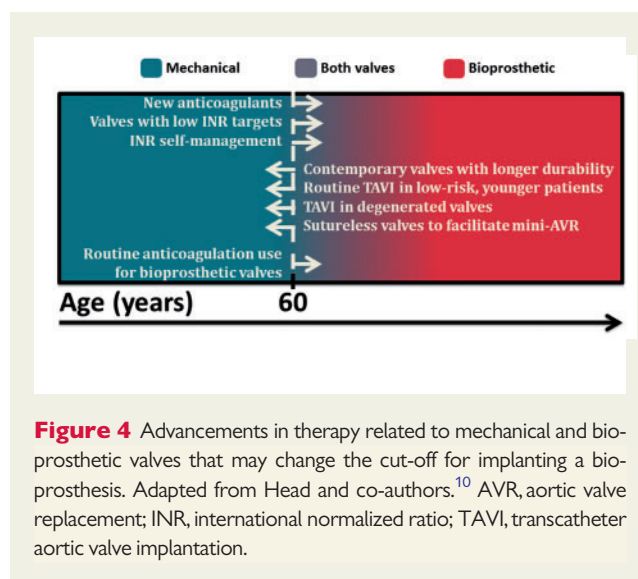 Mechanical Both valves Bioprosthetic
New anticoagulants
Valves with low INR targets
INR self-management
Contemporary valves with longer durability
Routine TAVI in low-risk, younger patients
TAVI in degenerated valves
Sutureless valves to facilitate mini-AVR
Routine anticoagulation use
for bioprosthetic valves
Age (years) 60
Figure 4 Advancements in therapy related to mechanical and bio-
prosthetic valves that may change the cut-off for implanting a bio-
prosthesis. Adapted from Head and co-authors.10 AVR, aortic valve
replacement; INR, international normalized ratio; TAVI, transcatheter
aortic valve implantation.